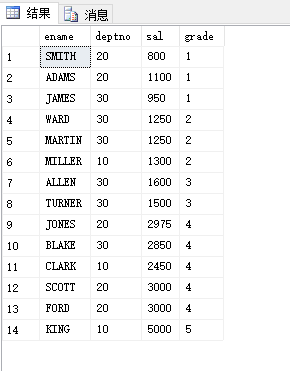 结果 消息
ename deptno sal grade
1 SMITH 20 800 1
2 ADAMS 20 1100 1
3 JAMES 30 950 1
4 WARD 30 1250 2
5 MARTIN 30 1250 2
6 MILLER 10 1300 2
7 ALLEN 30 1600 3
8 TURNER 30 1500 3
9 JONES 20 2975 4
10 BLAKE 30 2850 4
11 CLARK 10 2450 4
12 SCOTT 20 3000 4
13 FORD 20 3000 4
14 KING 10 5000 5